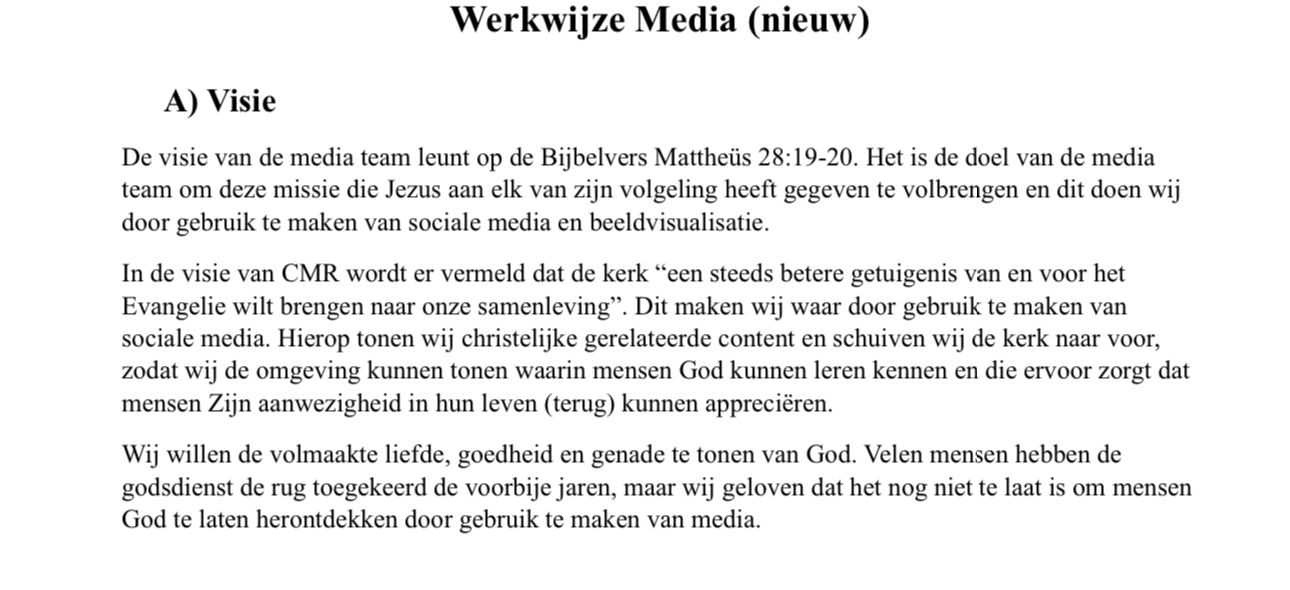 Werkwijze Media (nieuw)
A) Visie
De visie van de media team leunt op de Bijbelvers Mattheüs 28:19-20. Het is de doel van de media
team om deze missie die Jezus aan elk van zijn volgeling heeft gegeven te volbrengen en dit doen wij
door gebruik te maken van sociale media en beeldvisualisatie.
In de visie van CMR wordt er vermeld dat de kerk “een steeds betere getuigenis van en voor het
Evangelie wilt brengen naar onze samenleving”. Dit maken wij waar door gebruik te maken van
sociale media. Hierop tonen wij christelijke gerelateerde content en schuiven wij de kerk naar voor,
zodat wij de omgeving kunnen tonen waarin mensen God kunnen leren kennen en die ervoor zorgt dat
mensen Zijn aanwezigheid in hun leven (terug) kunnen appreciëren.
Wij willen de volmaakte liefde, goedheid en genade te tonen van God. Velen mensen hebben de
godsdienst de rug toegekeerd de voorbije jaren, maar wij geloven dat het nog niet te laat is om mensen
God te laten herontdekken door gebruik te maken van media.